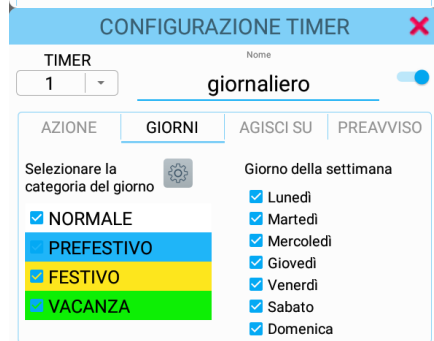 CONFIGURAZIONE TIMER
TIMER
1
Nome
giornaliero
AZIONE
GIORNI
AGISCI SU
PREAVVISO
Selezionare la
categoria del giorno
NORMALE
PREFESTIVO
FESTIVO
VACANZA
Giorno della settimana
Lunedì
Martedì
Mercoledì
Giovedì
Venerdì
Sabato
Domenica